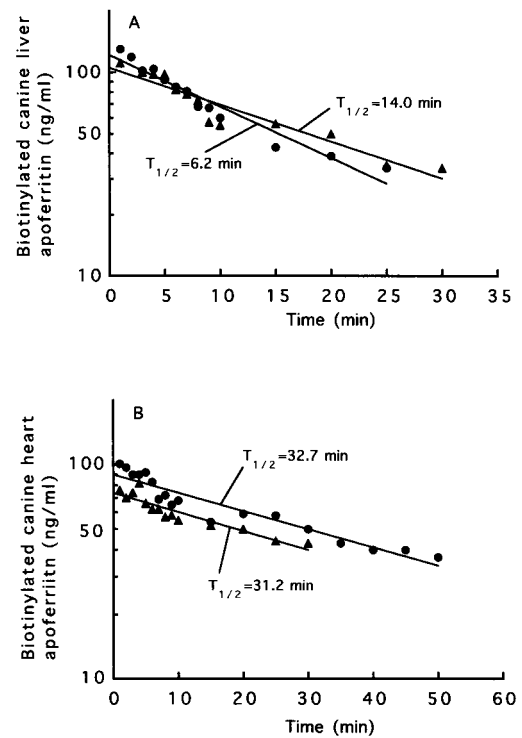 A
Biotinylated canine liver
apoferritin (ng/ml)
100
50
10
T1/2=14.0 min
T1/2=6.2 min
0 5 10 15 20 25 30 35
Time (min)
B
Biotinylated canine heart
apoferriitn (ng/ml)
100
50
10
T1/2=32.7 min
T1/2=31.2 min
0 10 20 30 40 50 60
Time (min)